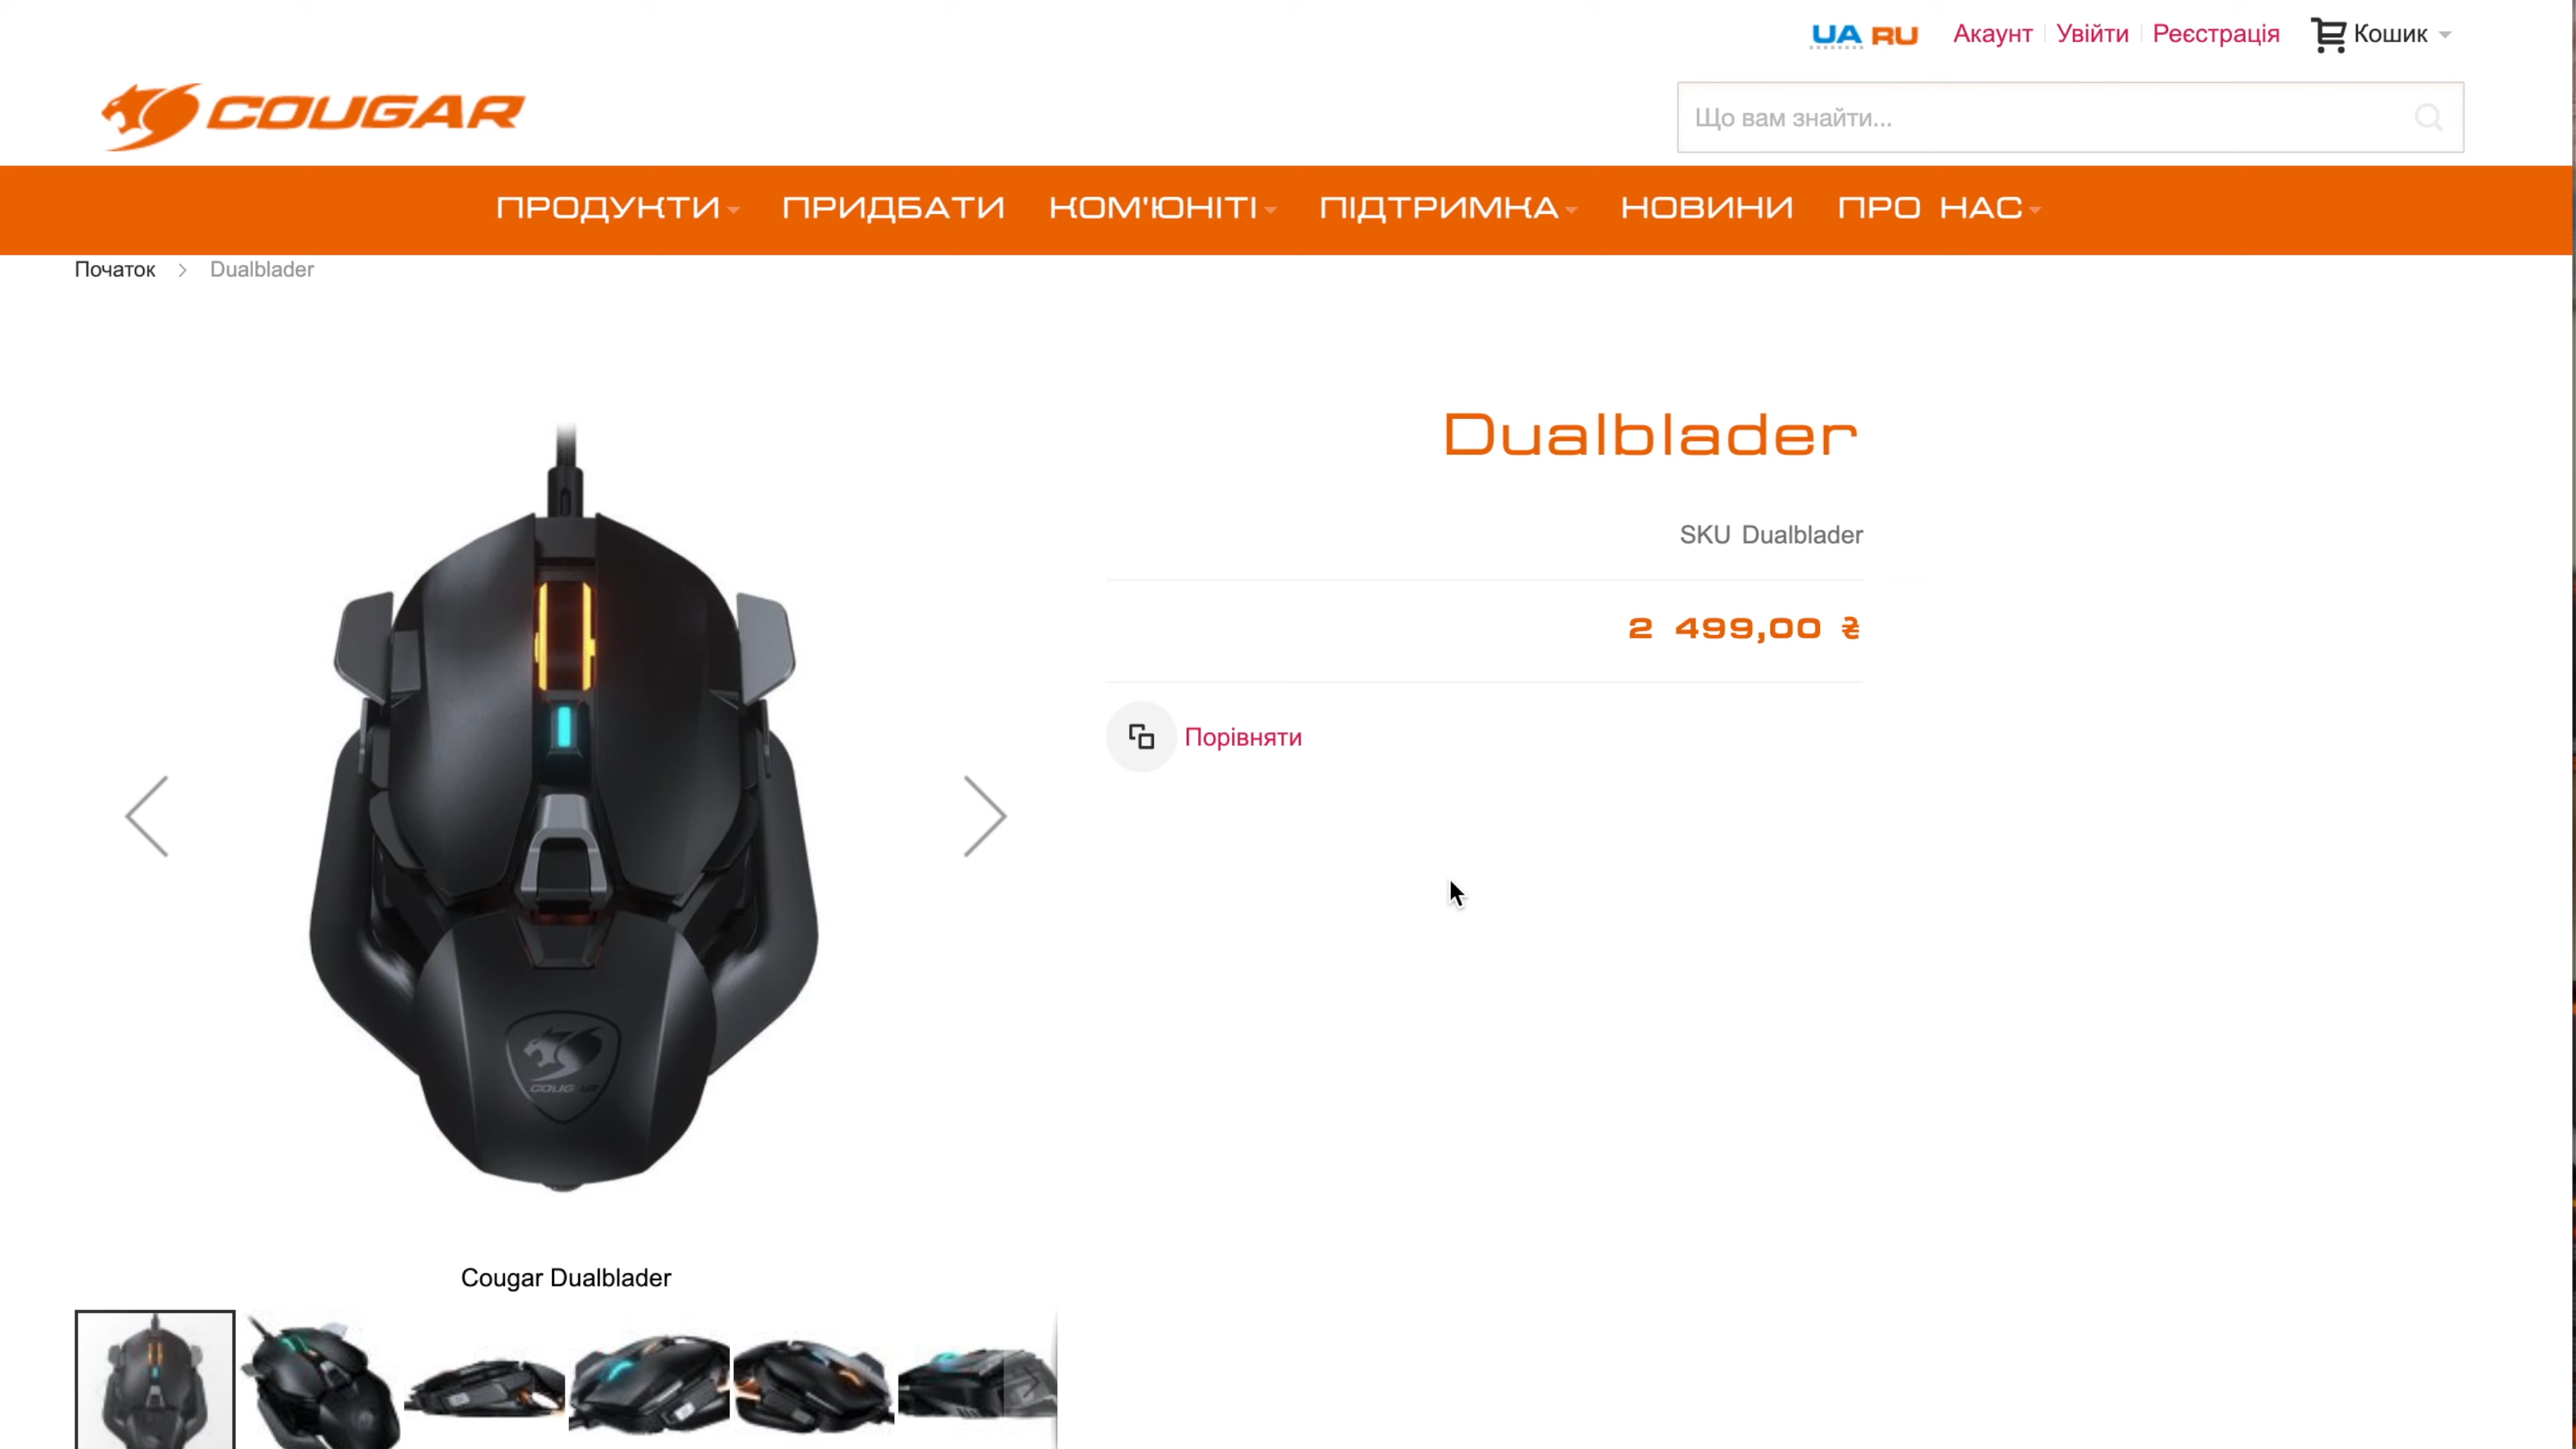 UA RU Акаунт Увійти Реєстрація Кошик
COUGAR
Що вам знайти...
ПРОДУКТИ ПРИДБАТИ КОМ'ЮНІТІ ПІДТРИМКА НОВИНИ ПРО НАС
Початок > Dualblader
Dualblader
SKU Dualblader
2 499,00 ₴
Порівняти
COUGAR
Cougar Dualblader